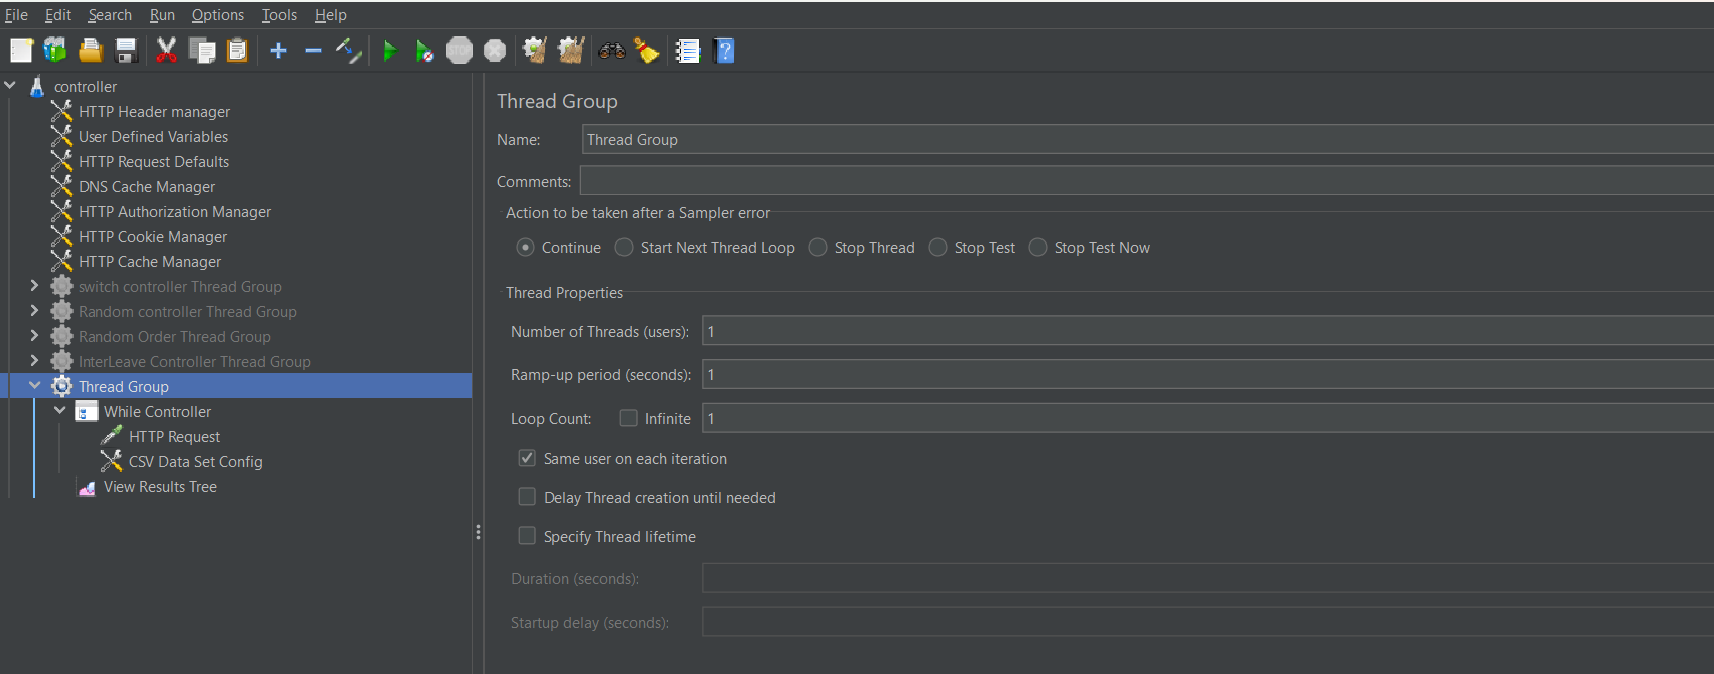 File Edit Search Run Options Tools Help
STOP
controller
HTTP Header manager
User Defined Variables
HTTP Request Defaults
DNS Cache Manager
HTTP Authorization Manager
HTTP Cookie Manager
HTTP Cache Manager
switch controller Thread Group
Random controller Thread Group
Random Order Thread Group
InterLeave Controller Thread Group
Thread Group
While Controller
HTTP Request
CSV Data Set Config
View Results Tree
Thread Group
Name: Thread Group
Comments:
Action to be taken after a Sampler error
Continue Start Next Thread Loop Stop Thread Stop Test Stop Test Now
Thread Properties
Number of Threads (users): 1
Ramp-up period (seconds): 1
Loop Count: Infinite 1
Same user on each iteration
Delay Thread creation until needed
Specify Thread lifetime
Duration (seconds):
Startup delay (seconds):